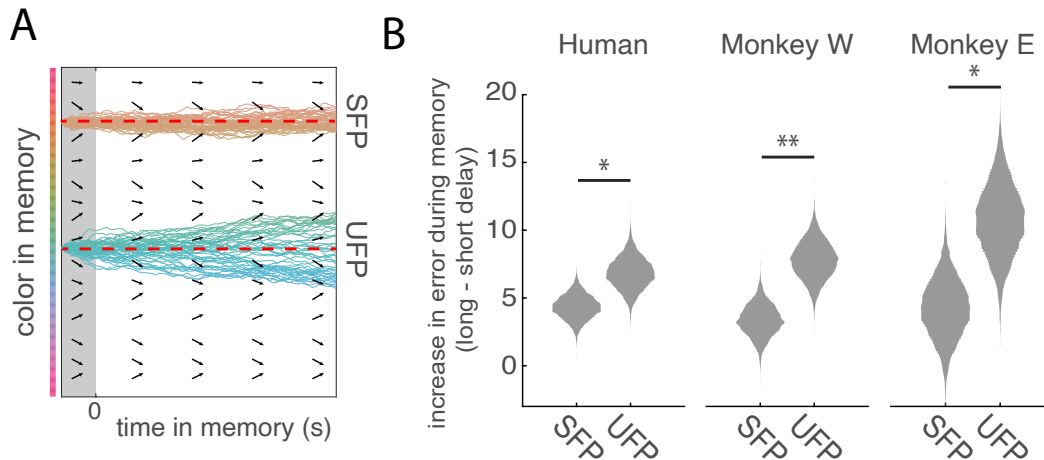 A
color in memory
SFP
UFP
0
time in memory (s)
B
Human
Monkey W
Monkey E
increase in error during memory
(long - short delay)
20
15
10
5
0
*
**
*
SFP
UFP
SFP
UFP
SFP
UFP